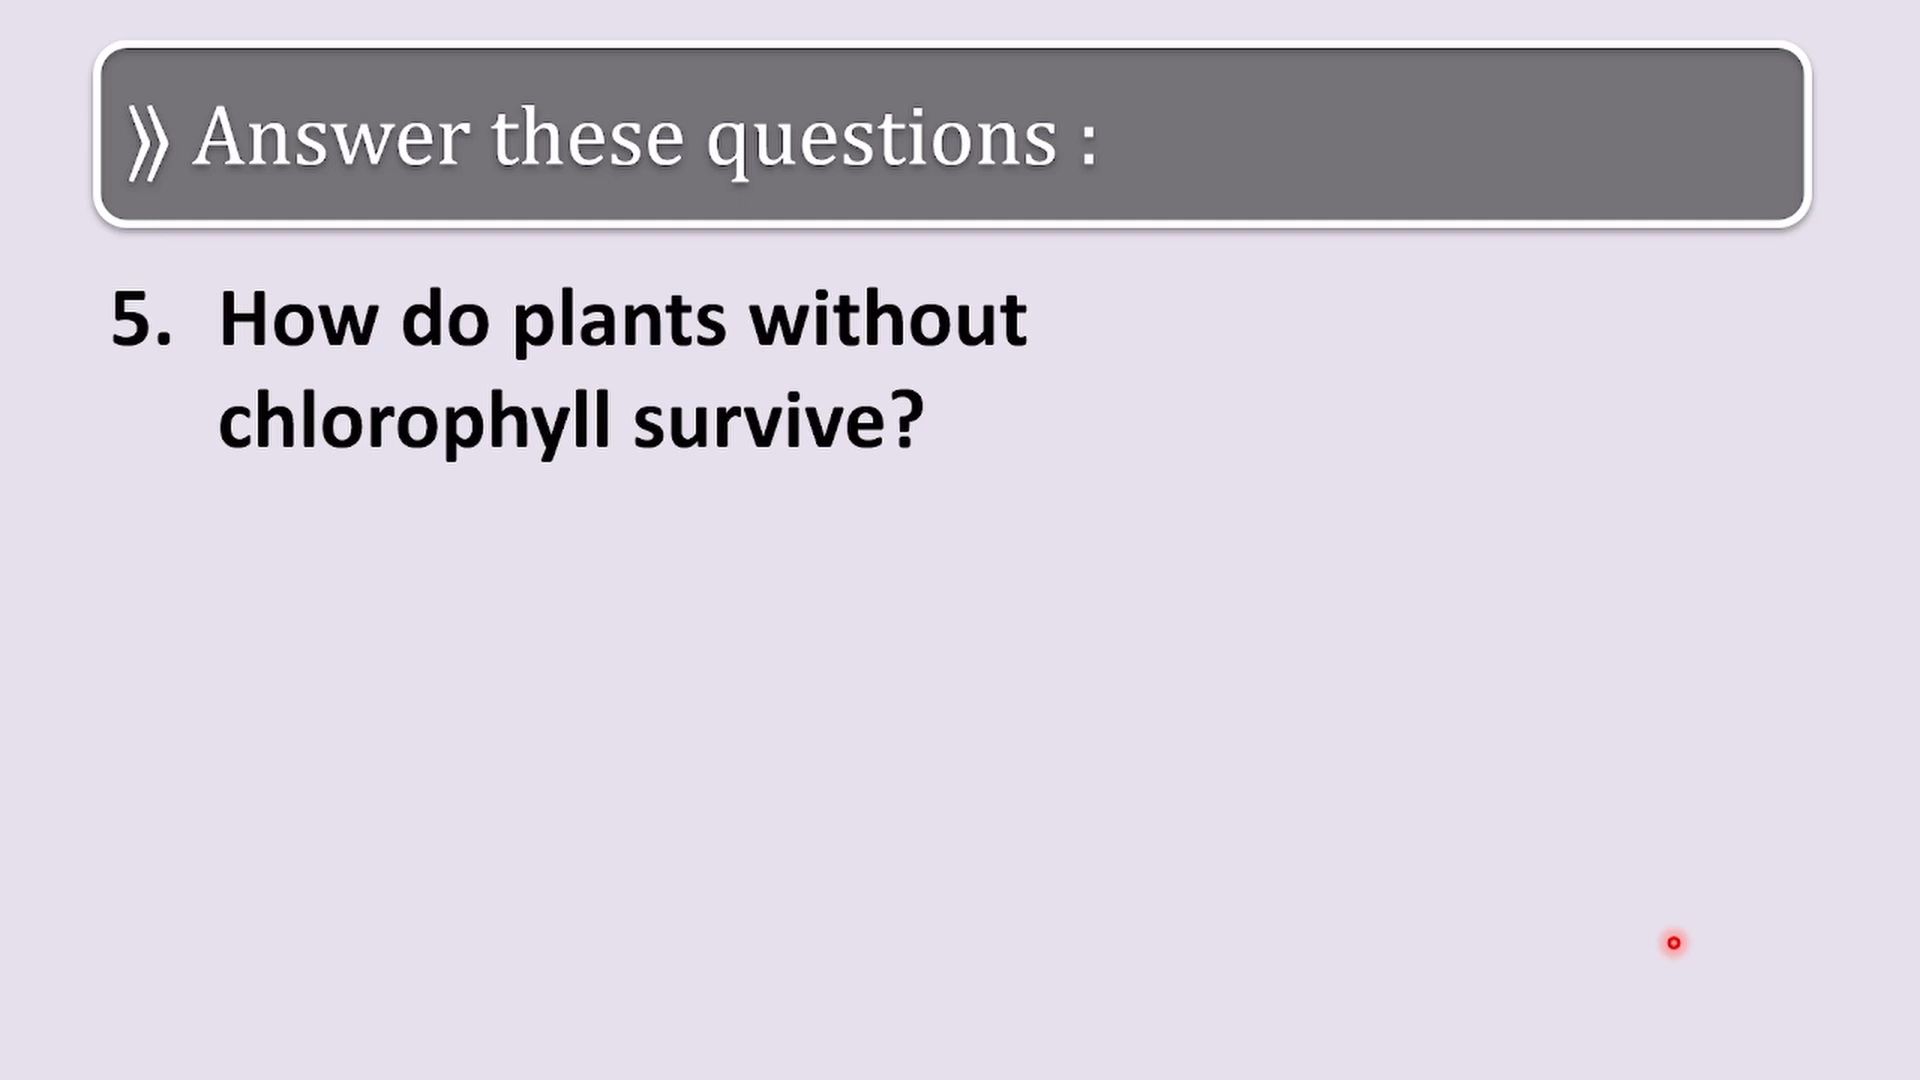 ⟫ Answer these questions :
5. How do plants without
chlorophyll survive?